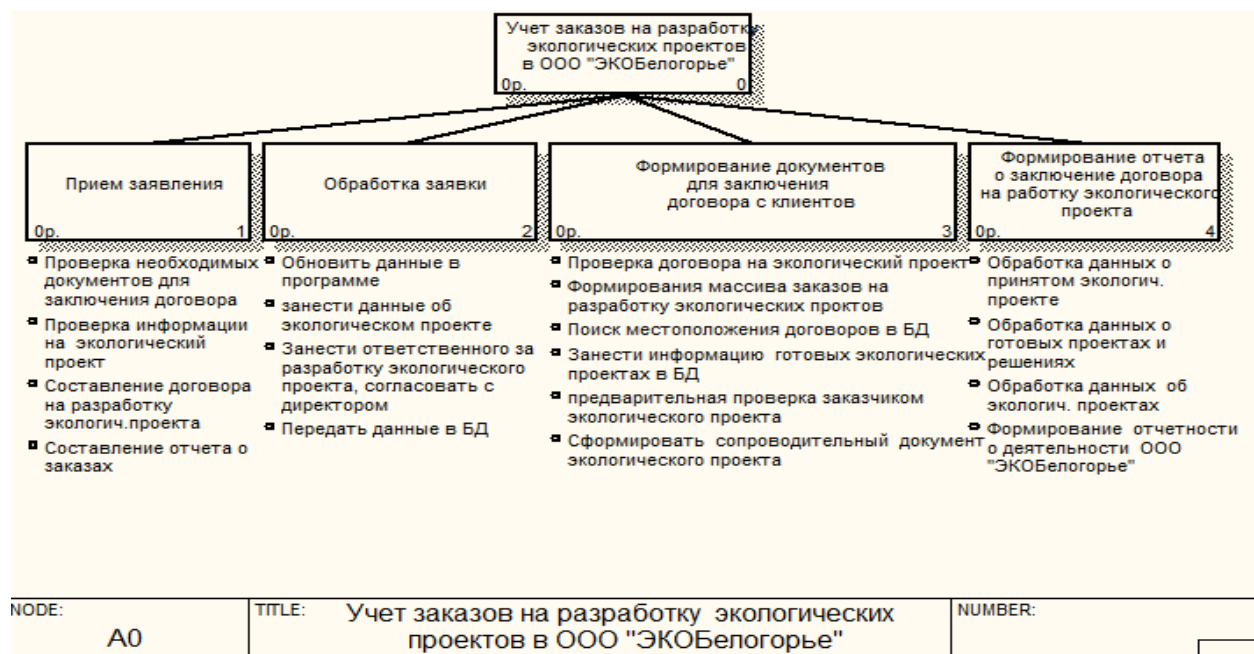 Учет заказов на разработку
экологических проектов
в ООО "ЭКОБелогорье"
0р. 0
Прием заявления
0р. 1
Обработка заявки
0р. 2
Формирование документов
для заключения
договора с клиентов
0р. 3
Формирование отчета
о заключение договора
на работку экологического
проекта
0р. 4
Проверка необходимых
документов для
заключения договора
Проверка информации
на экологический
проект
Составление договора
на разработку
экологич.проекта
Составление отчета о
заказах
Обновить данные в
программе
занести данные об
экологическом проекте
Занести ответственного за
разработку экологического
проекта, согласовать с
директором
Передать данные в БД
Проверка договора на экологический проект
Формирования массива заказов на
разработку экологических проктов
Поиск местоположения договоров в БД
Занести информацию готовых экологических
проектах в БД
предварительная проверка заказчиком
экологического проекта
Сформировать сопроводительный документ
экологического проекта
Обработка данных о
принятом экологич.
проекте
Обработка данных о
готовых проектах и
решениях
Обработка данных об
экологич. проектах
Формирование отчетности
о деятельности ООО
"ЭКОБелогорье"
NODE:
A0
TITLE:
Учет заказов на разработку экологических
проектов в ООО "ЭКОБелогорье"
NUMBER: